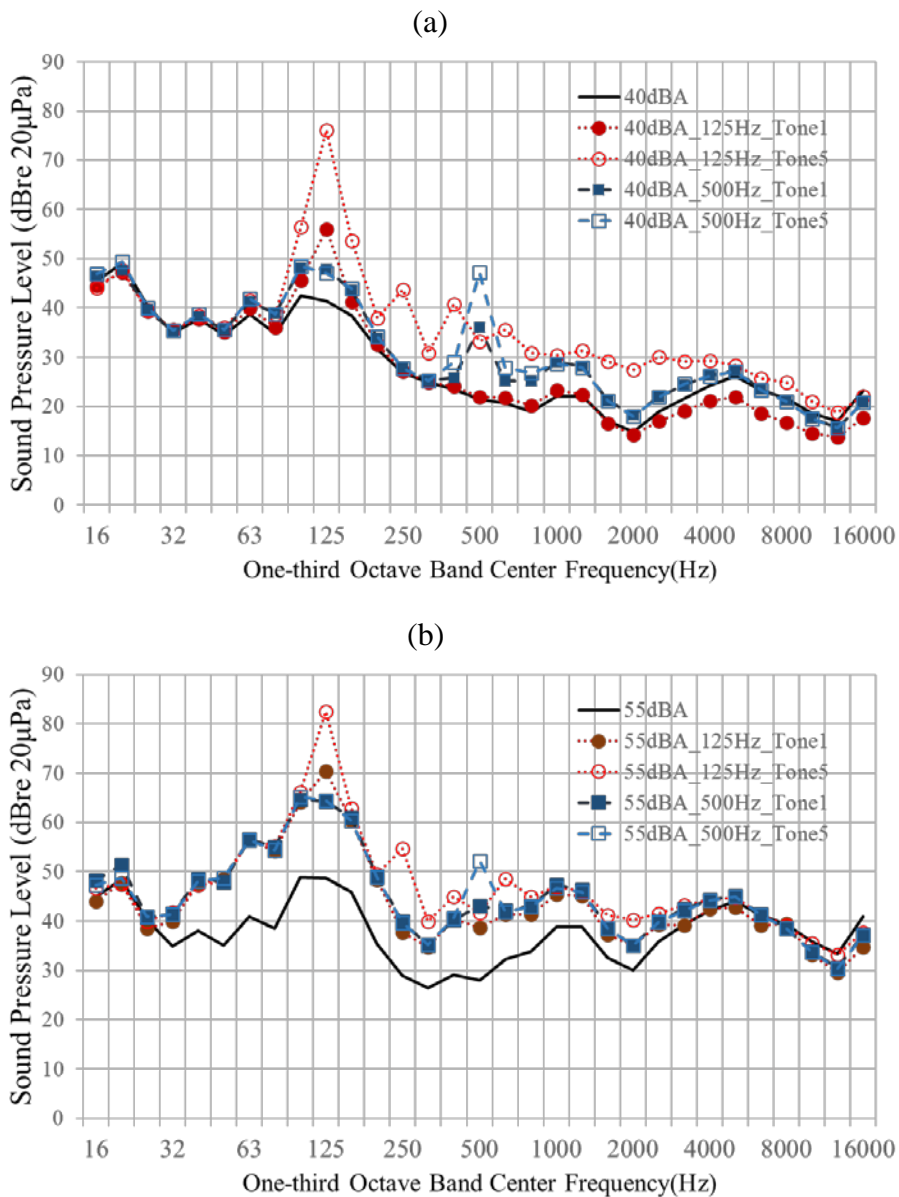 (a)
Sound Pressure Level (dBre 20μPa)
90
80
70
60
50
40
30
20
10
0
40dBA
40dBA_125Hz_Tone1
40dBA_125Hz_Tone5
40dBA_500Hz_Tone1
40dBA_500Hz_Tone5
16 32 63 125 250 500 1000 2000 4000 8000 16000
One-third Octave Band Center Frequency(Hz)
(b)
Sound Pressure Level (dBre 20μPa)
90
80
70
60
50
40
30
20
10
0
55dBA
55dBA_125Hz_Tone1
55dBA_125Hz_Tone5
55dBA_500Hz_Tone1
55dBA_500Hz_Tone5
16 32 63 125 250 500 1000 2000 4000 8000 16000
One-third Octave Band Center Frequency(Hz)